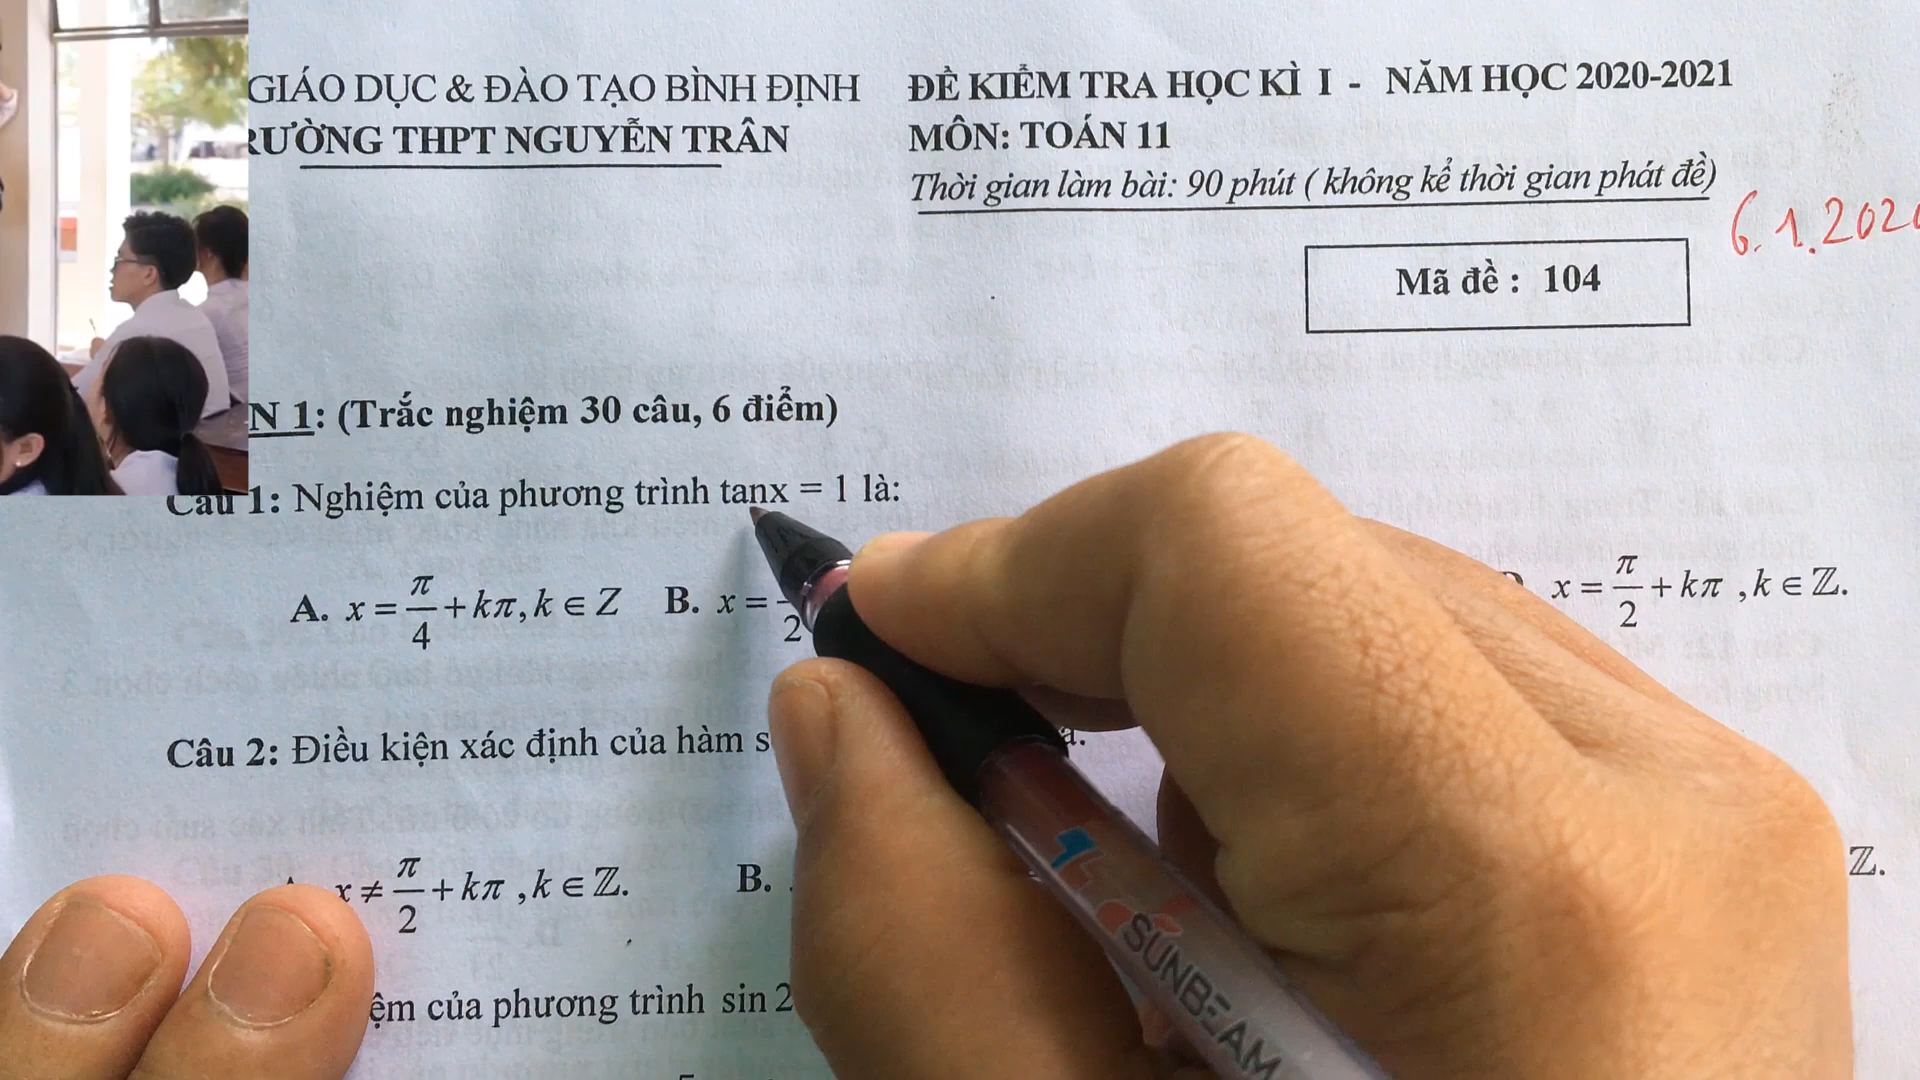 GIÁO DỤC & ĐÀO TẠO BÌNH ĐỊNH
TRƯỜNG THPT NGUYỄN TRÂN
ĐỀ KIỂM TRA HỌC KÌ I - NĂM HỌC 2020-2021
MÔN: TOÁN 11
Thời gian làm bài: 90 phút ( không kể thời gian phát đề)
6.1.202
Mã đề : 104
N 1: (Trắc nghiệm 30 câu, 6 điểm)
Câu 1: Nghiệm của phương trình tanx = 1 là:
A. x = π/4 + kπ, k ∈ Z B. x = /2 x = π/2 + kπ , k ∈ ℤ.
Câu 2: Điều kiện xác định của hàm s
x ≠ π/2 + kπ , k ∈ ℤ. B. ℤ.
của phương trình sin 2
SUNBEAM